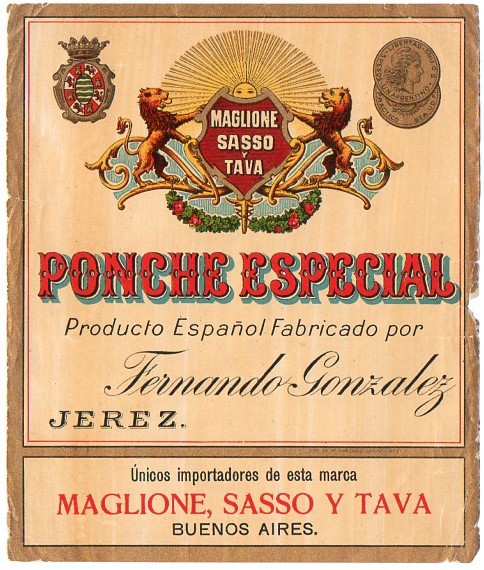 MAGLIONE
SASSO
Y
TAVA
PONCHE ESPECIAL
Producto Español Fabricado por
Fernando Gonzalez
JEREZ.
Únicos importadores de esta marca
MAGLIONE, SASSO Y TAVA
BUENOS AIRES.